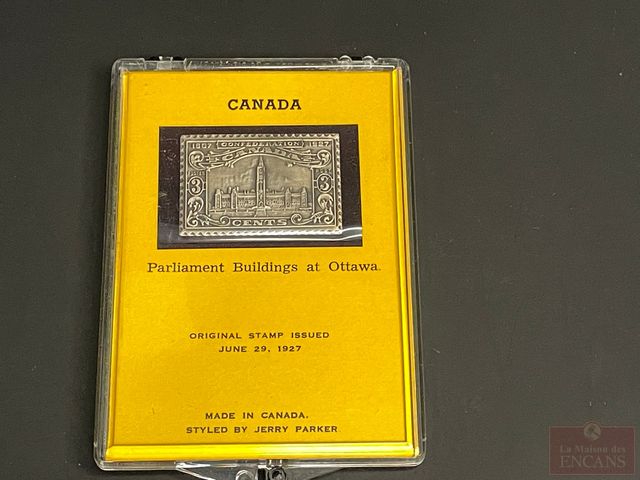 CANADA
1867 CONFEDERATION 1927
CANADA
3 3
CENTS
Parliament Buildings at Ottawa.
ORIGINAL STAMP ISSUED
JUNE 29, 1927
MADE IN CANADA.
STYLED BY JERRY PARKER
La Maison des
ENCANS